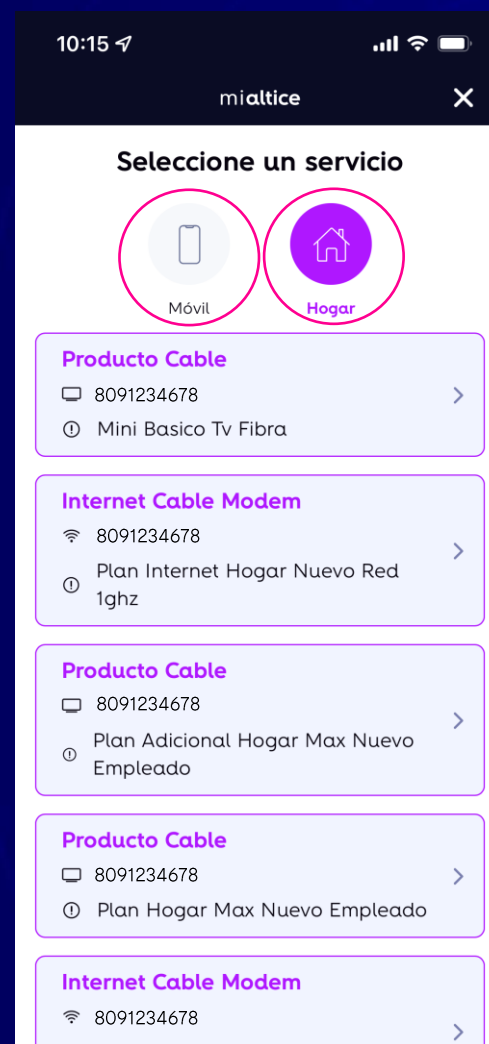 10:15
mialtice
Seleccione un servicio
Móvil
Hogar
Producto Cable
8091234678
Mini Basico Tv Fibra
Internet Cable Modem
8091234678
Plan Internet Hogar Nuevo Red
1ghz
Producto Cable
8091234678
Plan Adicional Hogar Max Nuevo
Empleado
Producto Cable
8091234678
Plan Hogar Max Nuevo Empleado
Internet Cable Modem
8091234678